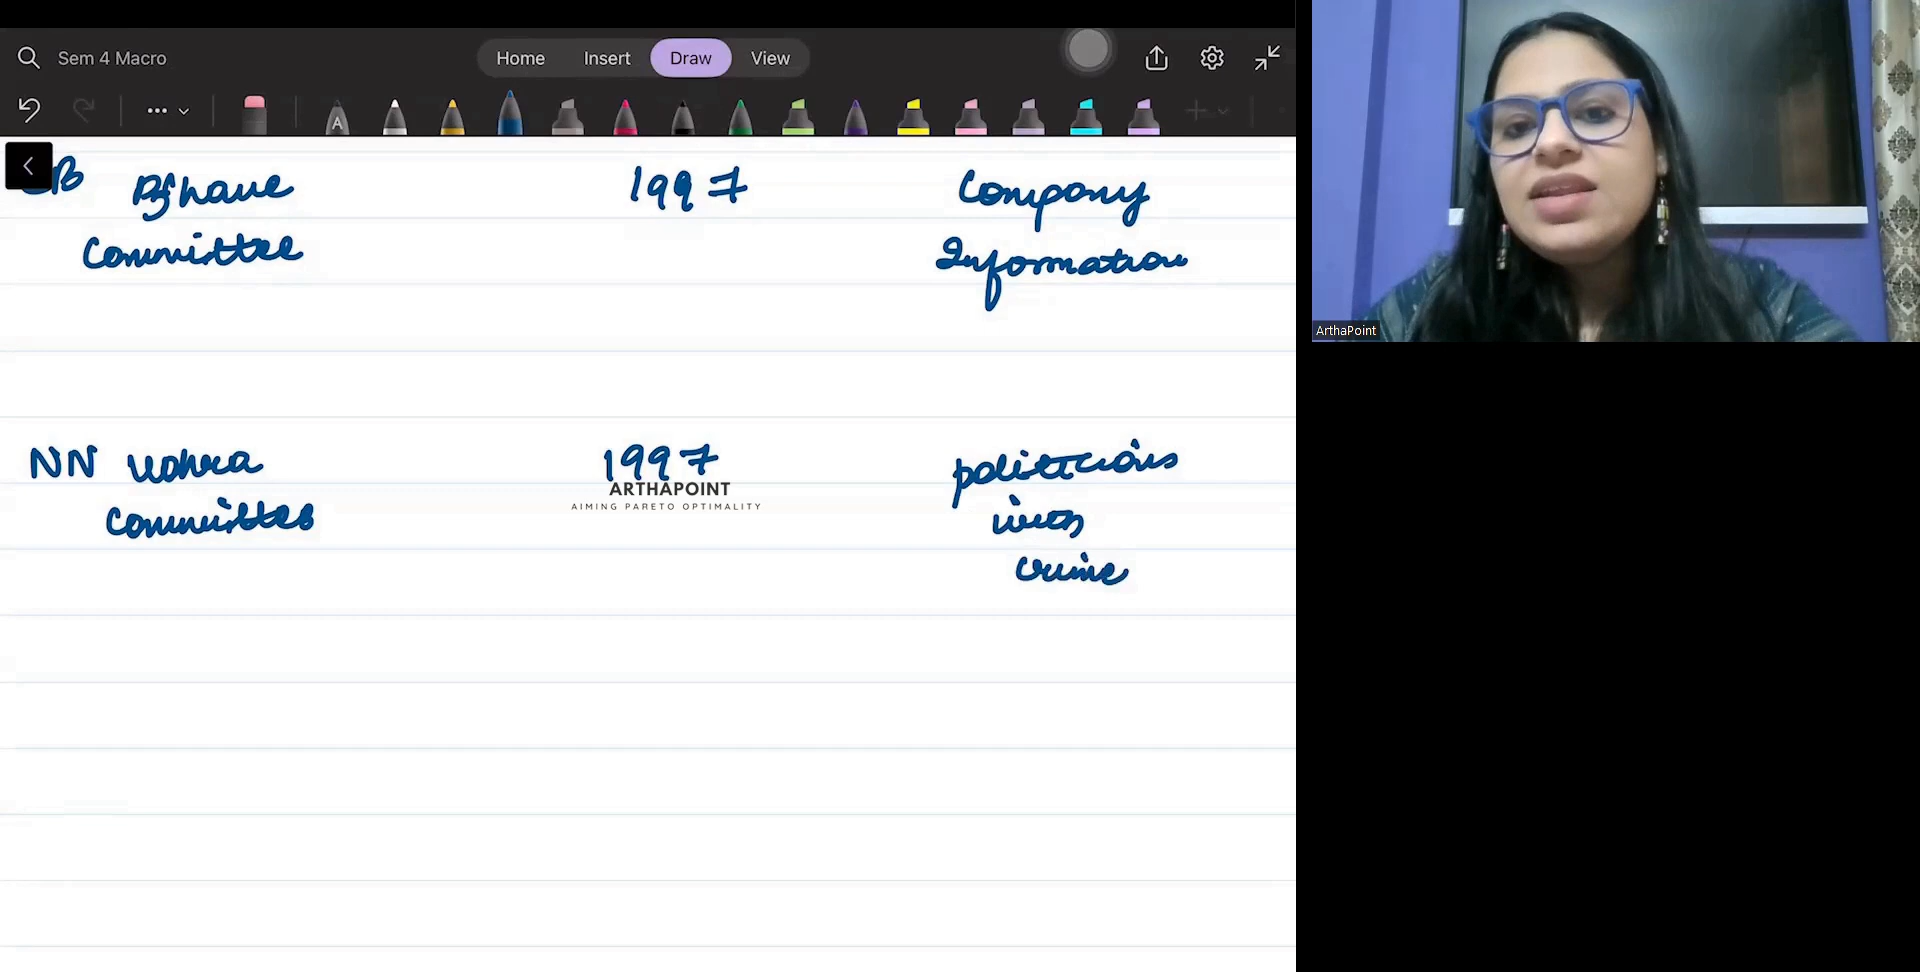 Sem 4 Macro
Home Insert Draw View
A
B Bhave 1997 Company
Committee Information
NN Vohra 1997 politicians
Committee with
crime
ARTHAPOINT
AIMING PARETO OPTIMALITY
ArthaPoint